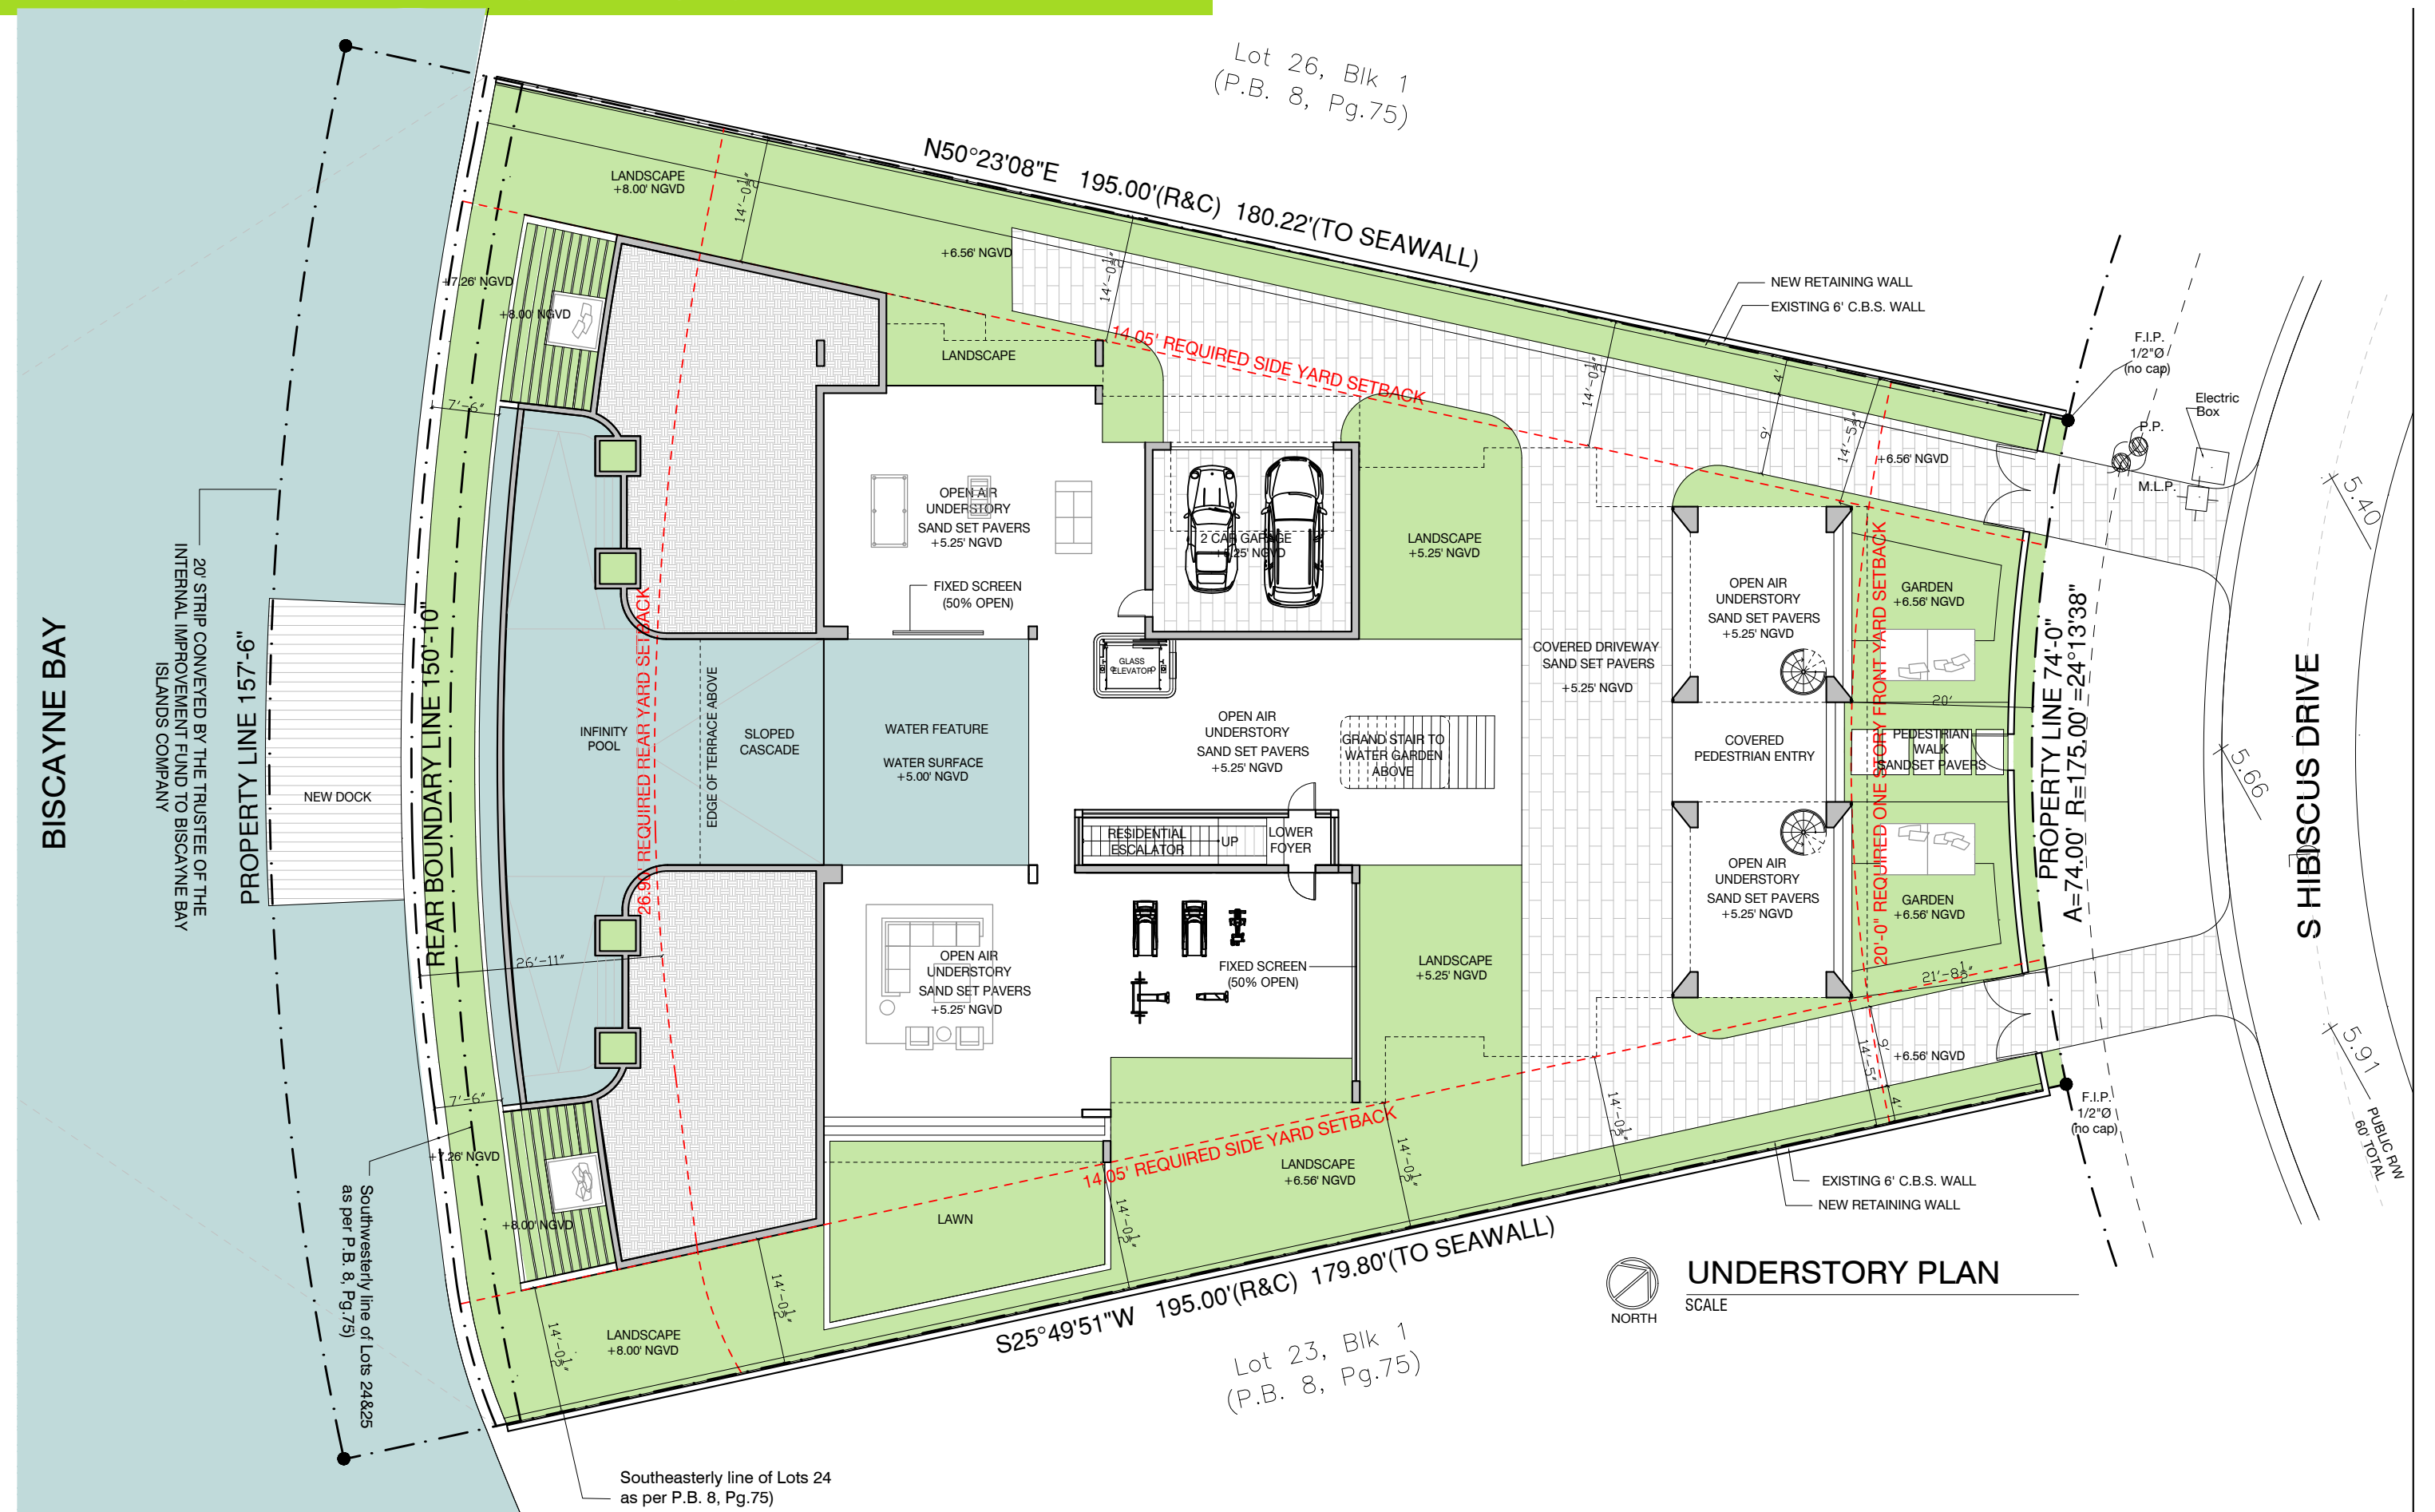 Lot 26, Blk 1
(P.B. 8, Pg.75)
N50°23'08"E 195.00'(R&C) 180.22'(TO SEAWALL)
LANDSCAPE
+8.00' NGVD
+6.56' NGVD
+7.26' NGVD
+8.00' NGVD
LANDSCAPE
14.05' REQUIRED SIDE YARD SETBACK
NEW RETAINING WALL
EXISTING 6' C.B.S. WALL
F.I.P.
1/2"Ø
(no cap)
Electric
Box
P.P.
M.L.P.
+6.56' NGVD
4'
9'
7'-6"
5.40
OPEN AIR
UNDERSTORY
SAND SET PAVERS
+5.25' NGVD
FIXED SCREEN
(50% OPEN)
2 CAR GARAGE
+5.25' NGVD
LANDSCAPE
+5.25' NGVD
GLASS
ELEVATOR
COVERED DRIVEWAY
SAND SET PAVERS
+5.25' NGVD
OPEN AIR
UNDERSTORY
SAND SET PAVERS
+5.25' NGVD
GARDEN
+6.56' NGVD
20'
BISCAYNE BAY
20' STRIP CONVEYED BY THE TRUSTEE OF THE
INTERNAL IMPROVEMENT FUND TO BISCAYNE BAY
ISLANDS COMPANY
PROPERTY LINE 157'-6"
NEW DOCK
REAR BOUNDARY LINE 150'-10"
INFINITY
POOL
26.90' REQUIRED REAR YARD SETBACK
EDGE OF TERRACE ABOVE
SLOPED
CASCADE
WATER FEATURE
WATER SURFACE
+5.00' NGVD
OPEN AIR
UNDERSTORY
SAND SET PAVERS
+5.25' NGVD
GRAND STAIR TO
WATER GARDEN
ABOVE
COVERED
PEDESTRIAN ENTRY
PEDESTRIAN
WALK
SANDSET PAVERS
20'-0" REQUIRED ONE STORY FRONT YARD SETBACK
PROPERTY LINE 74'-0"
A=74.00' R=175.00'=24°13'38"
S HIBISCUS DRIVE
5.66
RESIDENTIAL
ESCALATOR
UP
LOWER
FOYER
OPEN AIR
UNDERSTORY
SAND SET PAVERS
+5.25' NGVD
GARDEN
+6.56' NGVD
26'-11"
OPEN AIR
UNDERSTORY
SAND SET PAVERS
+5.25' NGVD
FIXED SCREEN
(50% OPEN)
LANDSCAPE
+5.25' NGVD
+6.56' NGVD
9'
4'
14'-5"
5.91
PUBLIC R/W
60' TOTAL
F.I.P.
1/2"Ø
(no cap)
7'-6"
+7.26' NGVD
+8.00' NGVD
14.05' REQUIRED SIDE YARD SETBACK
LANDSCAPE
+6.56' NGVD
LAWN
EXISTING 6' C.B.S. WALL
NEW RETAINING WALL
Southwesterly line of Lots 24&25
as per P.B. 8, Pg.75)
LANDSCAPE
+8.00' NGVD
S25°49'51"W 195.00'(R&C) 179.80'(TO SEAWALL)
Lot 23, Blk 1
(P.B. 8, Pg.75)
NORTH
UNDERSTORY PLAN
SCALE
Southeasterly line of Lots 24
as per P.B. 8, Pg.75)